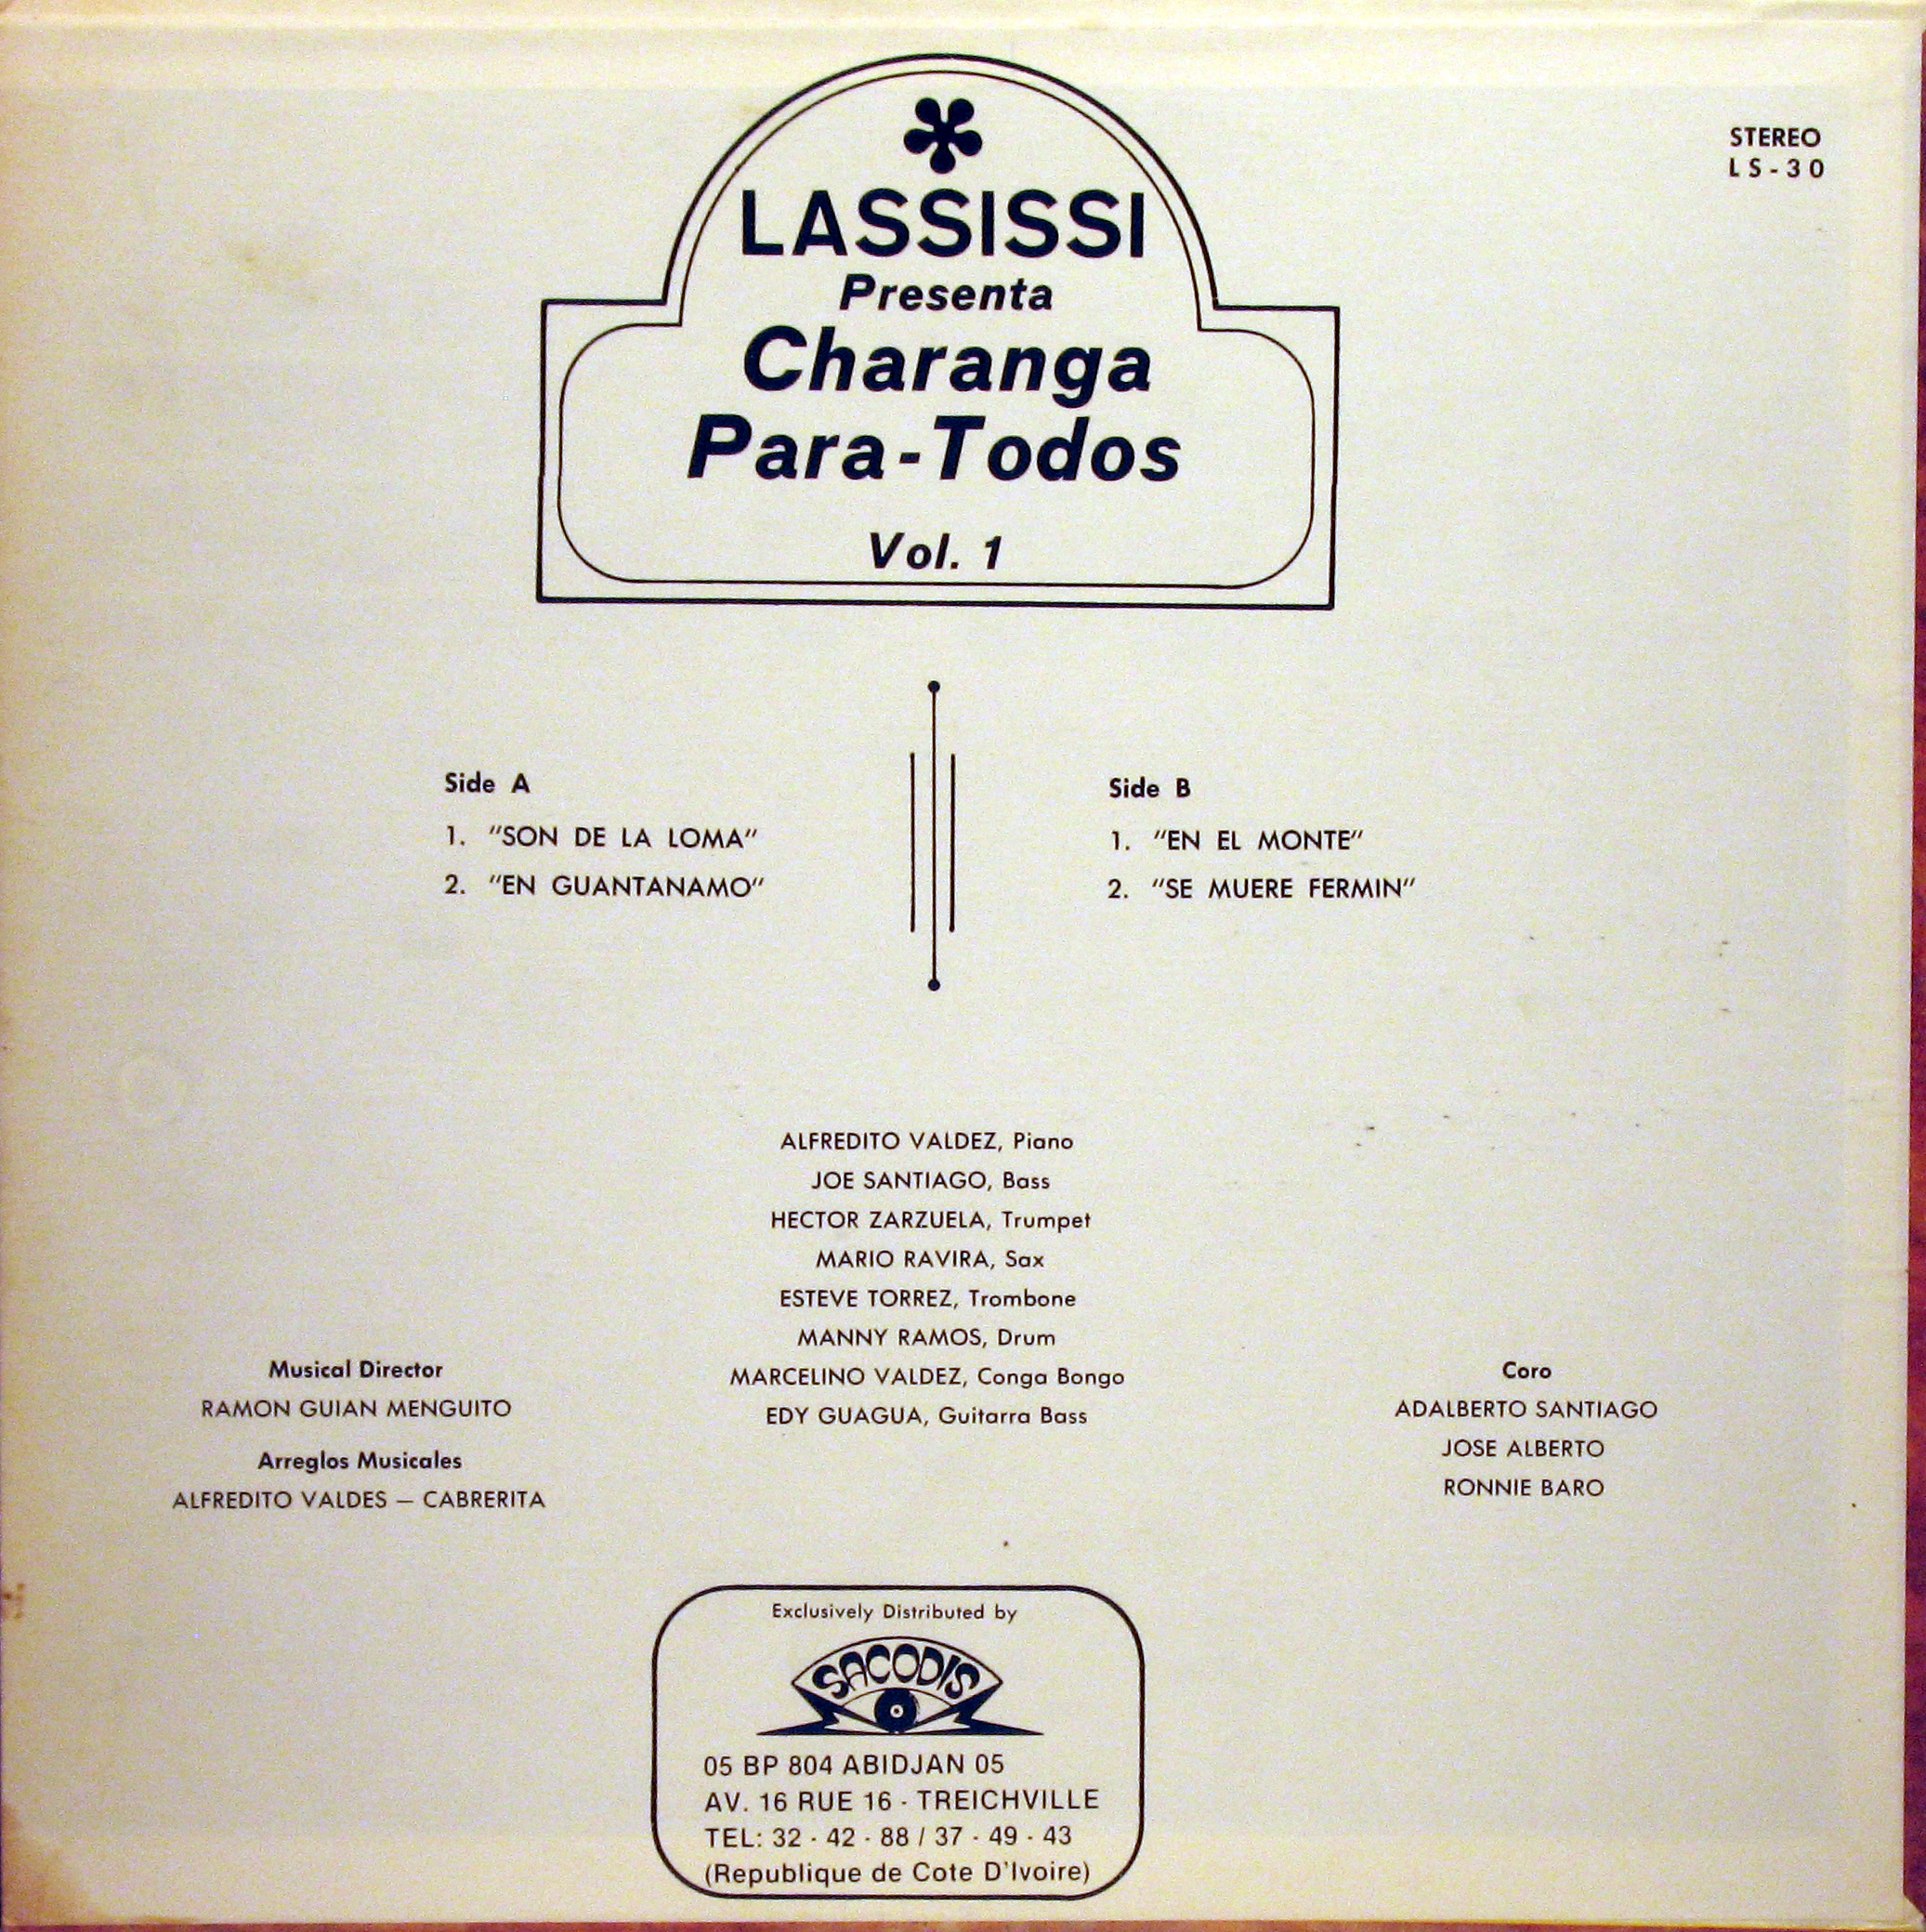 STEREO
LS-30
LASSISSI
Presenta
Charanga
Para-Todos
Vol. 1
Side A
1. "SON DE LA LOMA"
2. "EN GUANTANAMO"
Side B
1. "EN EL MONTE"
2. "SE MUERE FERMIN"
ALFREDITO VALDEZ, Piano
JOE SANTIAGO, Bass
HECTOR ZARZUELA, Trumpet
MARIO RAVIRA, Sax
ESTEVE TORREZ, Trombone
MANNY RAMOS, Drum
MARCELINO VALDEZ, Conga Bongo
EDY GUAGUA, Guitarra Bass
Musical Director
RAMON GUIAN MENGUITO
Arreglos Musicales
ALFREDITO VALDES — CABRERITA
Coro
ADALBERTO SANTIAGO
JOSE ALBERTO
RONNIE BARO
Exclusively Distributed by
SACODIS
05 BP 804 ABIDJAN 05
AV. 16 RUE 16 - TREICHVILLE
TEL: 32 - 42 - 88 / 37 - 49 - 43
(Republique de Cote D'Ivoire)